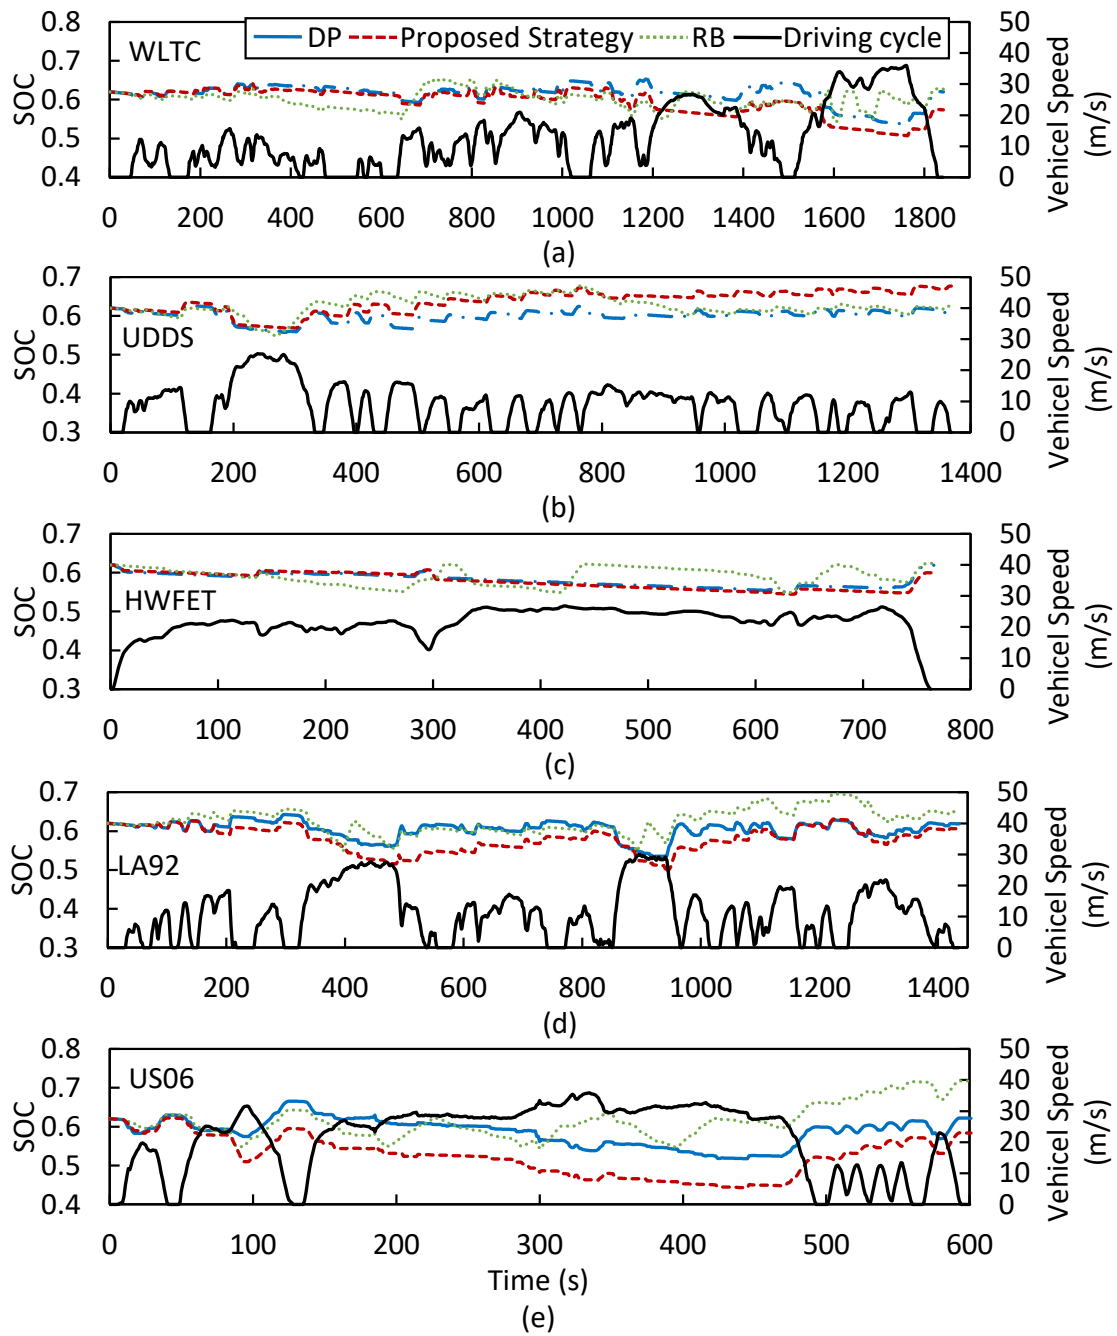 DP Proposed Strategy RB Driving cycle
WLTC
SOC
0.8
0.7
0.6
0.5
0.4
50
40
30
20
10
0
Vehicel Speed
(m/s)
0 200 400 600 800 1000 1200 1400 1600 1800
(a)
UDDS
SOC
0.7
0.6
0.5
0.4
0.3
50
40
30
20
10
0
Vehicel Speed
(m/s)
0 200 400 600 800 1000 1200 1400
(b)
HWFET
SOC
0.7
0.6
0.5
0.4
0.3
50
40
30
20
10
0
Vehicel Speed
(m/s)
0 100 200 300 400 500 600 700 800
(c)
LA92
SOC
0.7
0.6
0.5
0.4
0.3
50
40
30
20
10
0
Vehicel Speed
(m/s)
0 200 400 600 800 1000 1200 1400
(d)
US06
SOC
0.8
0.7
0.6
0.5
0.4
50
40
30
20
10
0
Vehicel Speed
(m/s)
0 100 200 300 400 500 600
Time (s)
(e)